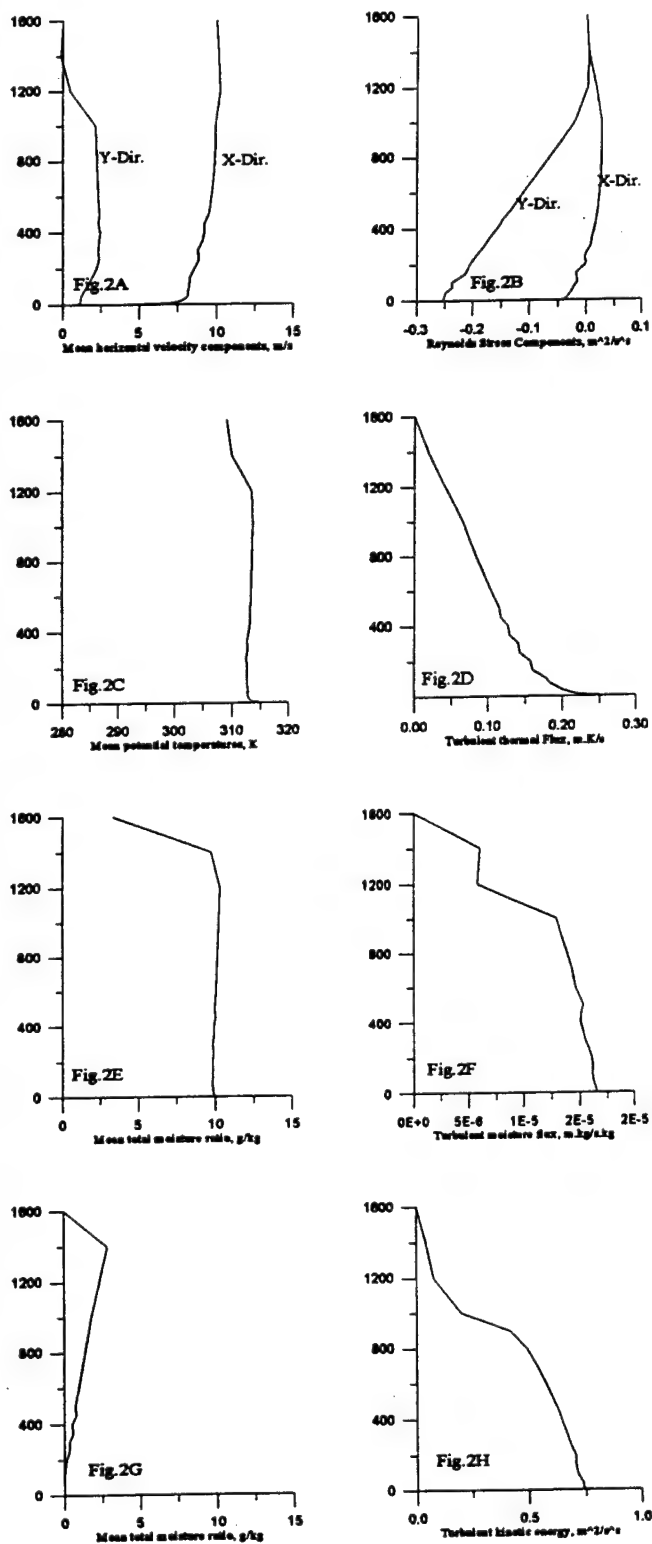 1600
1200
800
400
0
Y-Dir.
X-Dir.
Fig.2A
0 5 10 15
Mean horizontal velocity components, m/s
1600
1200
800
400
0
Y-Dir.
X-Dir.
Fig.2B
-0.3 -0.2 -0.1 0.0 0.1
Reynolds Stress Components, m^2/s^s
1600
1200
800
400
0
Fig.2C
280 290 300 310 320
Mean potential temperatures, K
1600
1200
800
400
Fig.2D
0.00 0.10 0.20 0.30
Turbulent thermal Flux, m.K/s
1600
1200
800
400
0
Fig.2E
0 5 10 15
Mean total moisture ratio, g/kg
1600
1200
800
400
0
Fig.2F
0E+0 5E-6 1E-5 2E-5 2E-5
Turbulent moisture flux, m.kg/s.kg
1600
1200
800
400
0
Fig.2G
0 5 10 15
Mean total moisture ratio, g/kg
1600
1200
800
400
0
Fig.2H
0.0 0.5 1.0
Turbulent kinetic energy, m^2/s^s